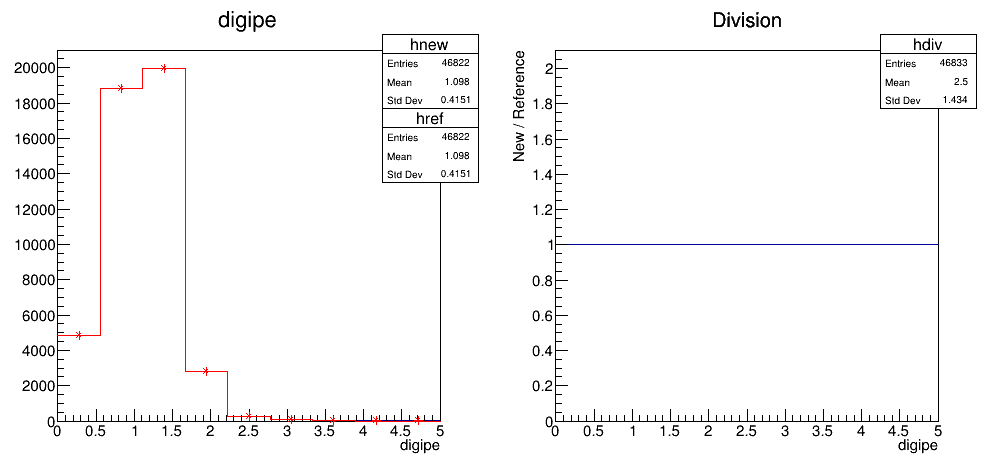 digipe
hnew
Entries 46822
Mean 1.098
Std Dev 0.4151
href
Entries 46822
Mean 1.098
Std Dev 0.4151
20000
18000
16000
14000
12000
10000
8000
6000
4000
2000
0
0 0.5 1 1.5 2 2.5 3 3.5 4 4.5 5
digipe
Division
hdiv
Entries 46833
Mean 2.5
Std Dev 1.434
New / Reference
2
1.8
1.6
1.4
1.2
1
0.8
0.6
0.4
0.2
0
0 0.5 1 1.5 2 2.5 3 3.5 4 4.5 5
digipe